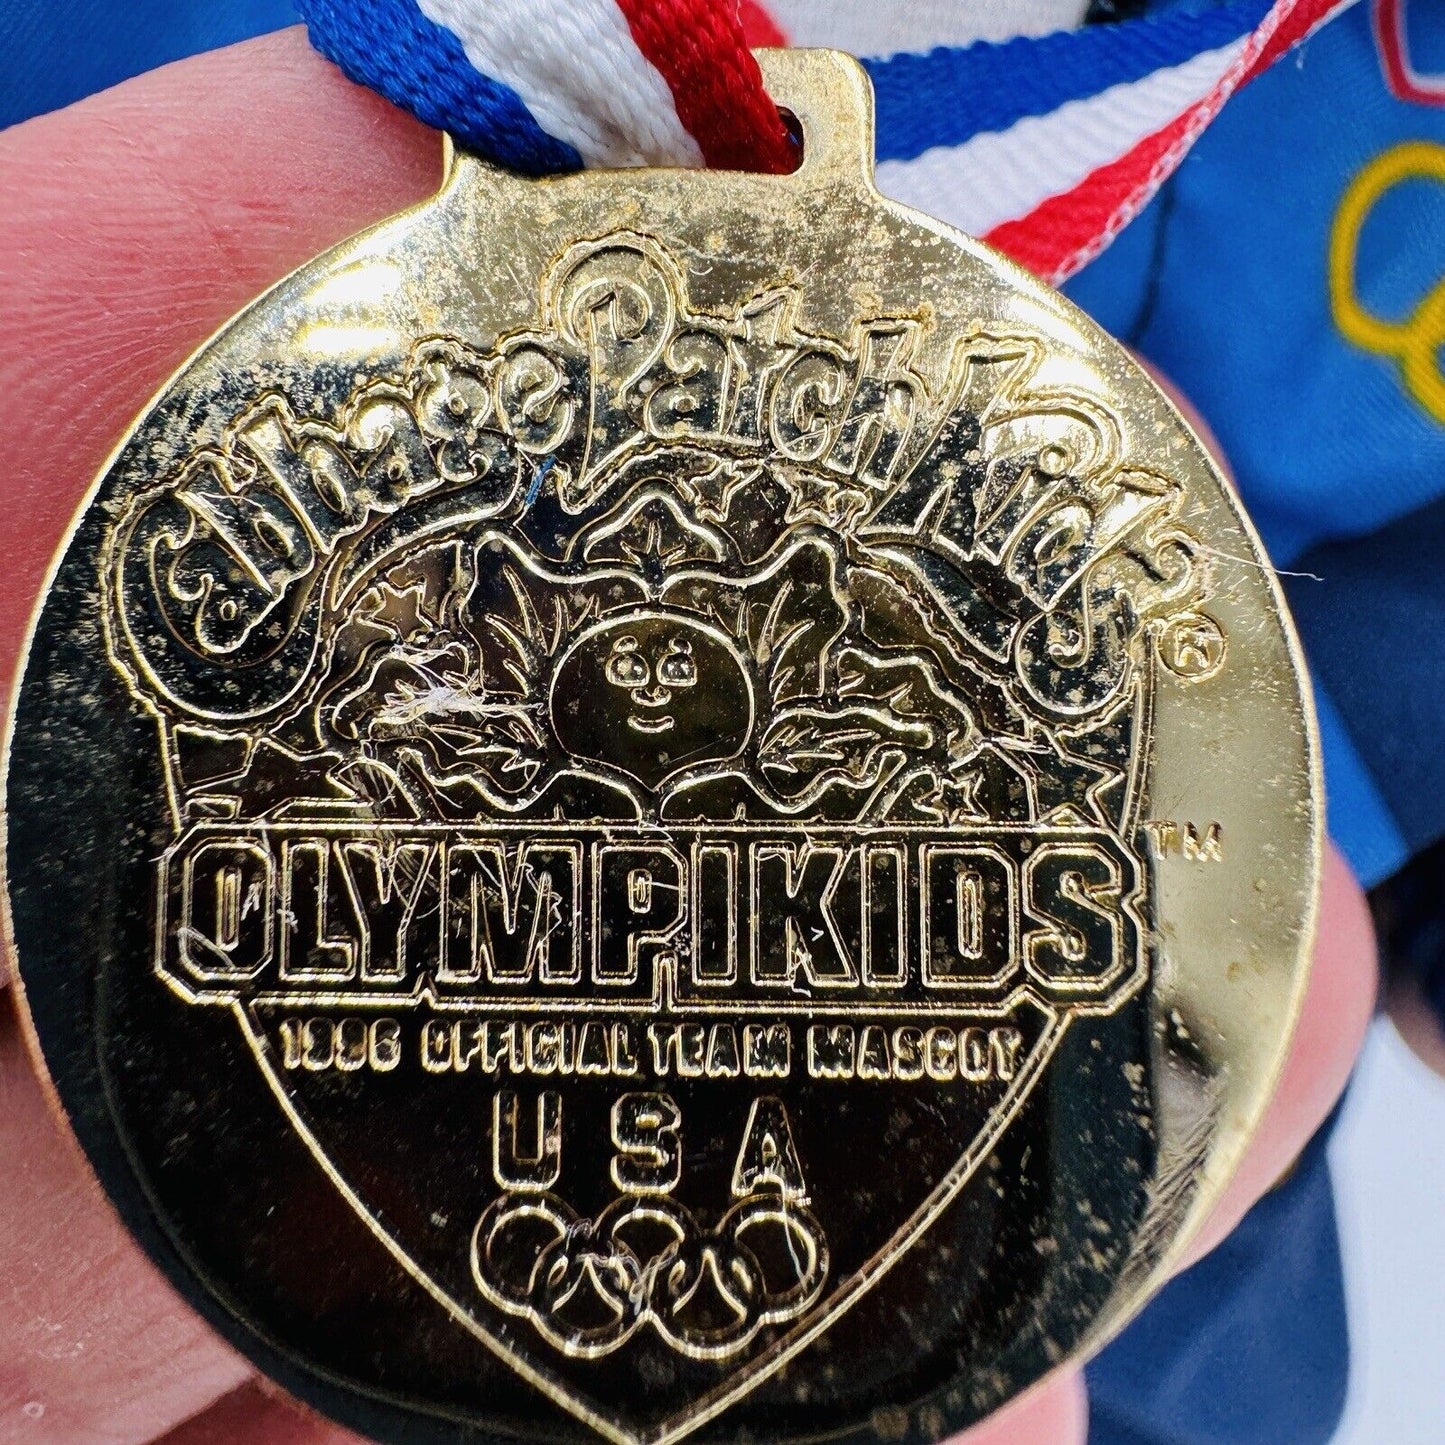 Cabbage Patch Kids®
OLYMPIKIDS™
1996 OFFICIAL TEAM MASCOT
USA